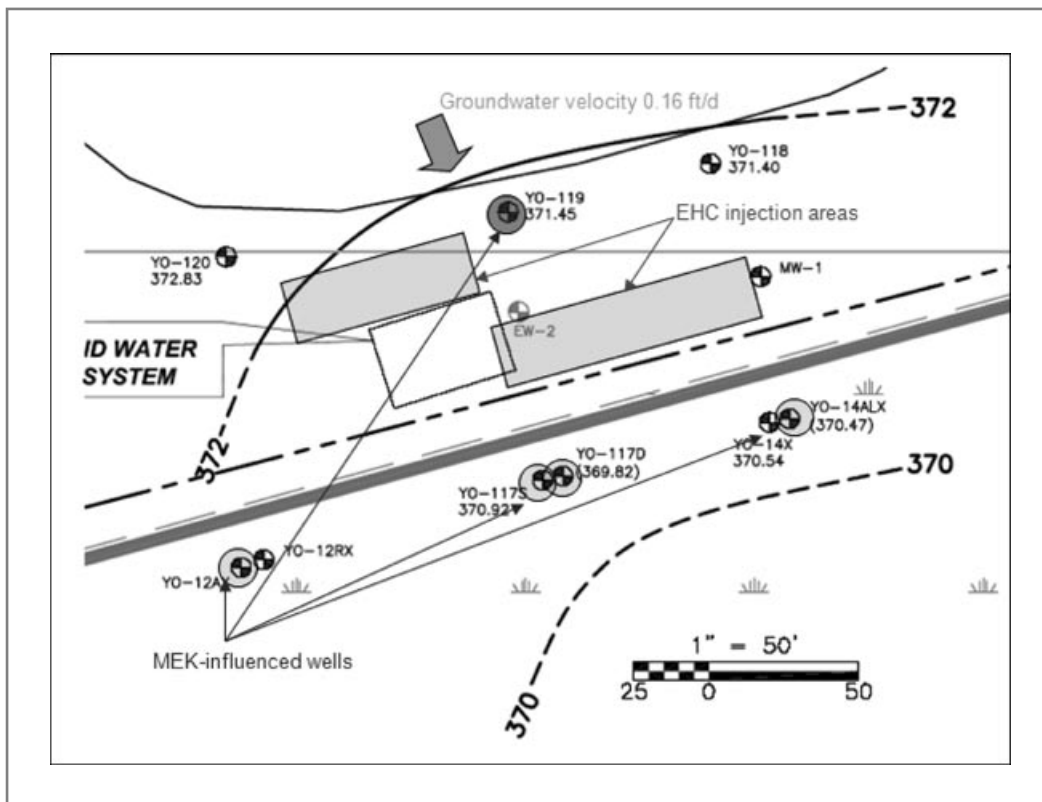 Groundwater velocity 0.16 ft/d
372
YO-118
371.40
YO-119
371.45
EHC injection areas
YO-120
372.83
MW-1
EW-2
ID WATER
SYSTEM
372
YO-14ALX
(370.47)
YO-14X
370.54
YO-117D
(369.82)
YO-117S
370.92
370
YO-12RX
YO-12AX
MEK-influenced wells
1" - 50'
25 0 50
370